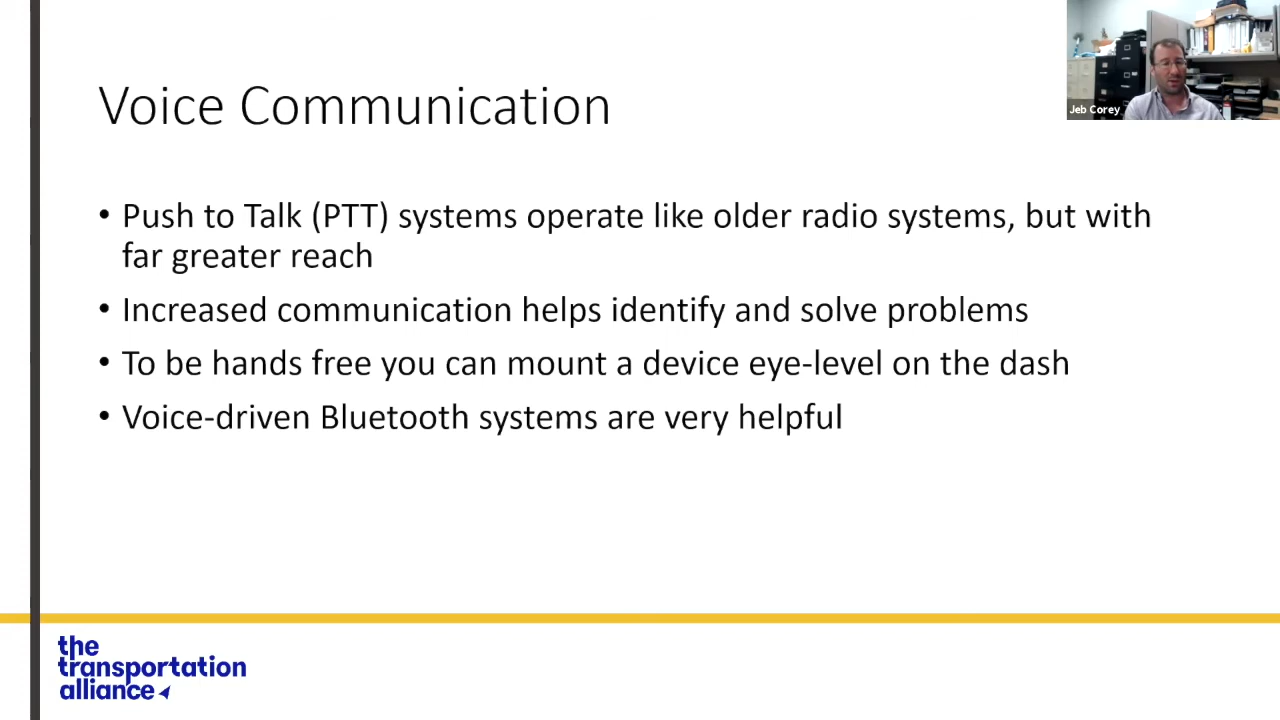 Voice Communication
Jeb Corey
• Push to Talk (PTT) systems operate like older radio systems, but with
far greater reach
• Increased communication helps identify and solve problems
• To be hands free you can mount a device eye-level on the dash
• Voice-driven Bluetooth systems are very helpful
the
transportation
alliance